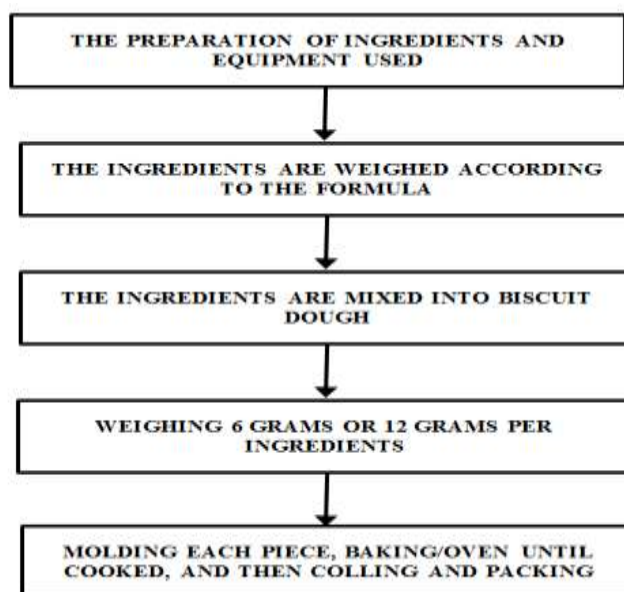 THE PREPARATION OF INGREDIENTS AND
EQUIPMENT USED
THE INGREDIENTS ARE WEIGHED ACCORDING
TO THE FORMULA
THE INGREDIENTS ARE MIXED INTO BISCUIT
DOUGH
WEIGHING 6 GRAMS OR 12 GRAMS PER
INGREDIENTS
MOLDING EACH PIECE, BAKING/OVEN UNTIL
COOKED, AND THEN COLLING AND PACKING